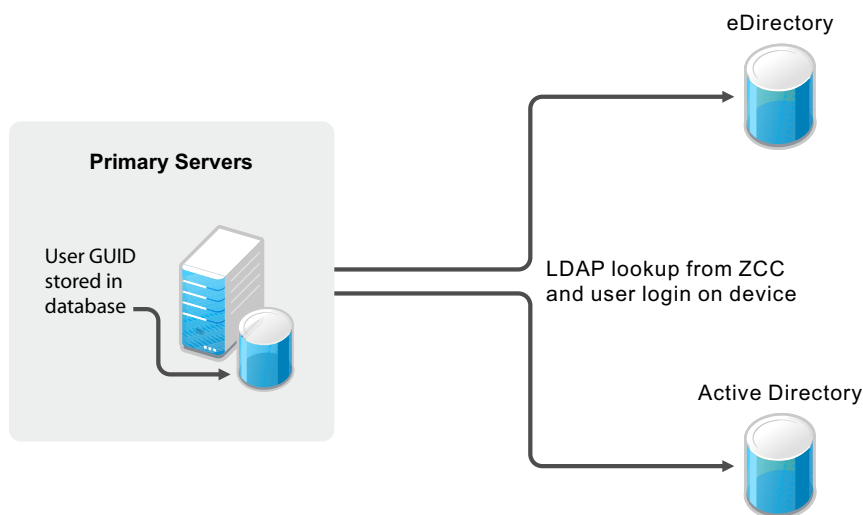 eDirectory
Primary Servers
User GUID
stored in
database
LDAP lookup from ZCC
and user login on device
Active Directory